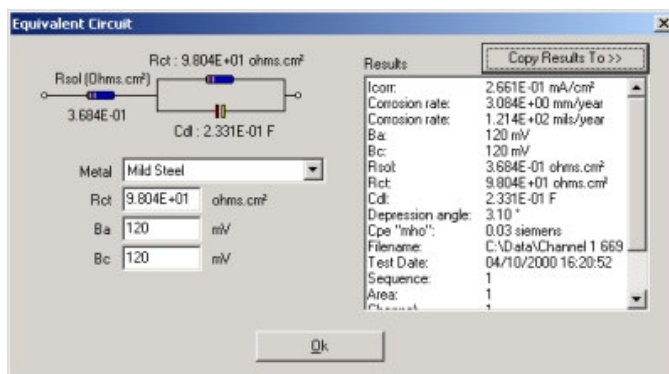 Equivalent Circuit
Rct : 9.804E+01 ohms.cm²
Rsol (Ohms.cm²)
3.684E-01
Cdl : 2.331E-01 F
Metal Mild Steel
Rct 9.804E+01 ohms.cm²
Ba 120 mV
Bc 120 mV
Results Copy Results To >>
Icorr: 2.661E-01 mA/cm²
Corrosion rate: 3.084E+00 mm/year
Corrosion rate: 1.214E+02 mils/year
Ba: 120 mV
Bc: 120 mV
Rsol: 3.684E-01 ohms.cm²
Rct: 9.804E+01 ohms.cm²
Cdl: 2.331E-01 F
Depression angle: 3.10 °
Cpe "mho": 0.03 siemens
Filename: C:\Data\Channel 1 669
Test Date: 04/10/2000 16:20:52
Sequence: 1
Area: 1
Channel 1
Ok